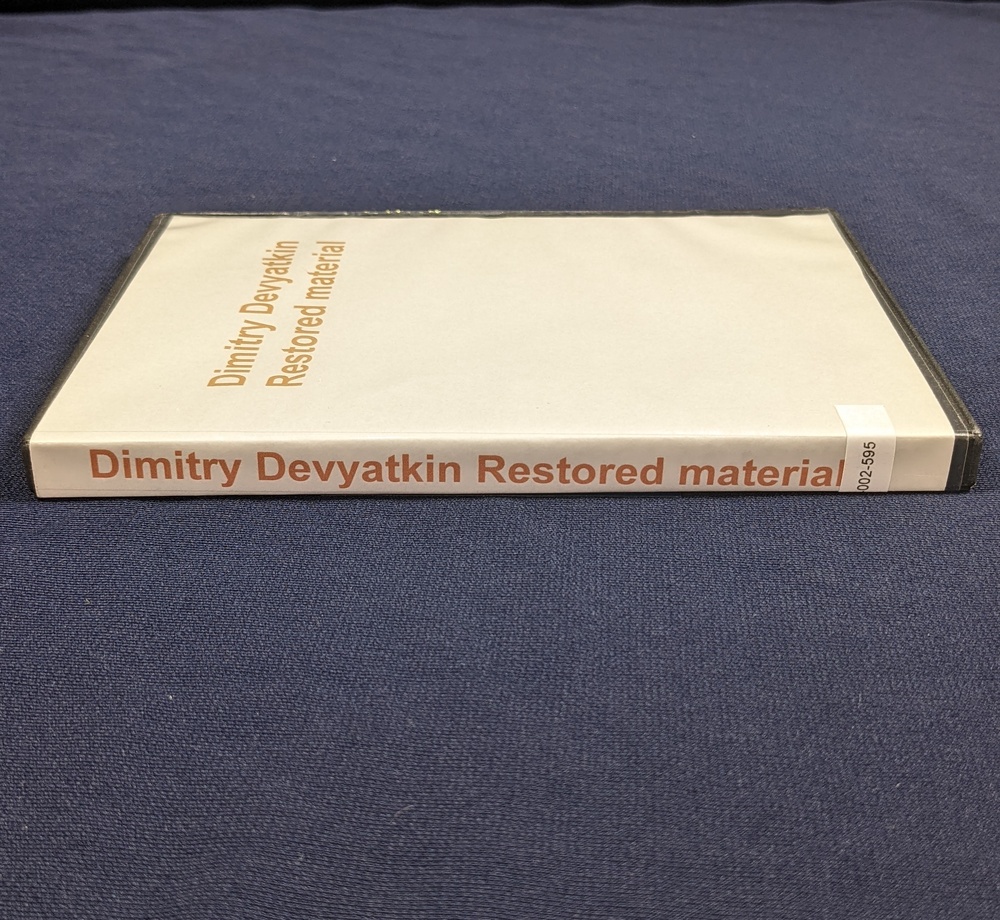 Dimitry Devyatkin
Restored material
Dimitry Devyatkin Restored material
002-595